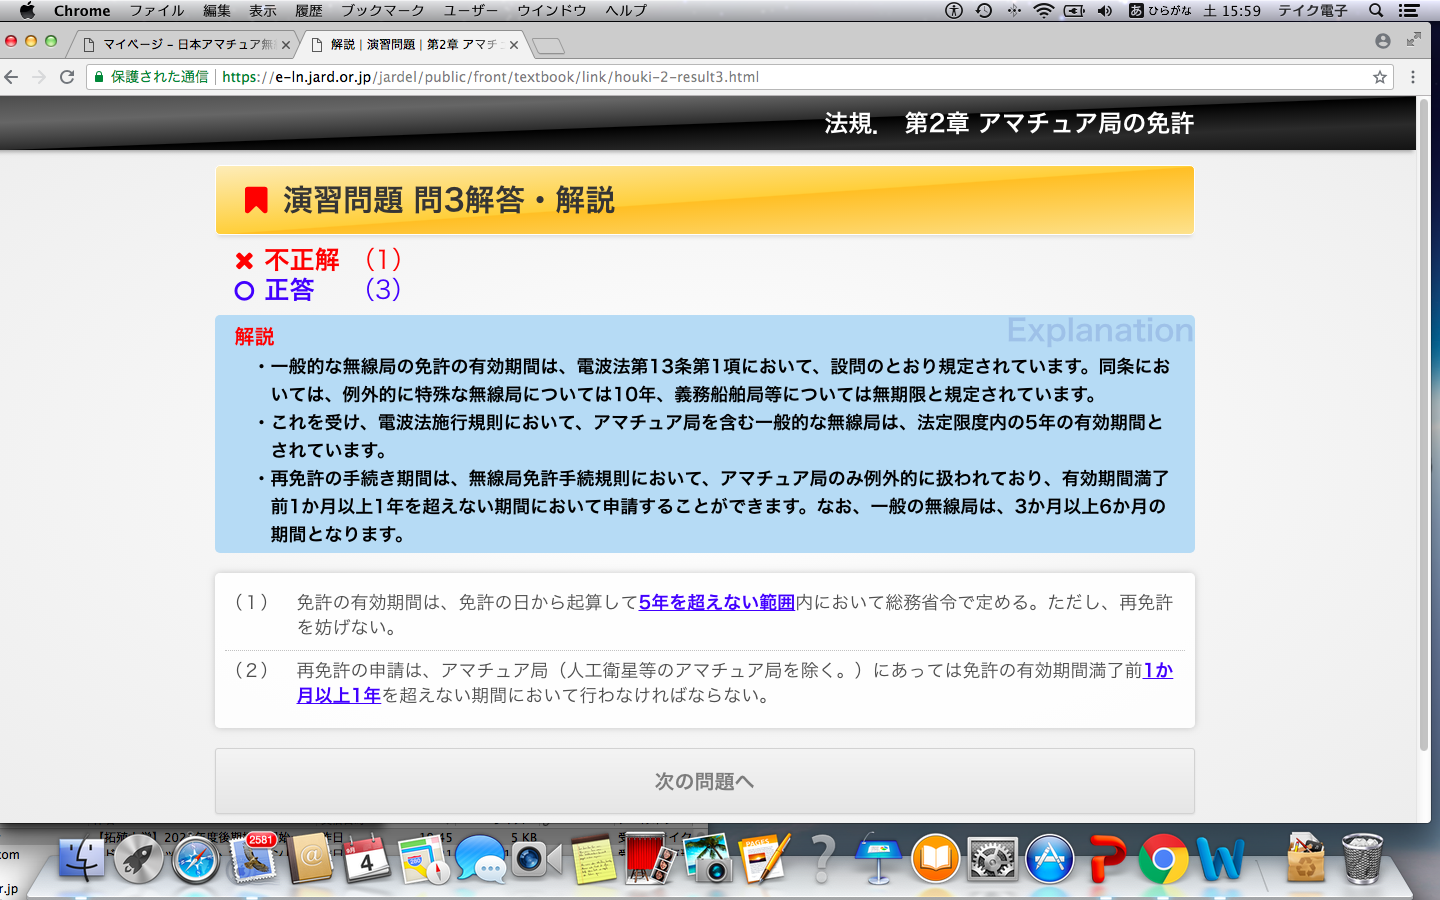 Chrome ファイル 編集 表示 履歴 ブックマーク ユーザー ウインドウ ヘルプ あ ひらがな 土 15:59 テイク電子
マイページ - 日本アマチュア無
解説 | 演習問題 | 第2章 アマチ
保護された通信 https://e-ln.jard.or.jp/jardel/public/front/textbook/link/houki-2-result3.html
法規. 第2章 アマチュア局の免許
演習問題 問3解答・解説
不正解 （1）
正答 （3）
Explanation
解説
・一般的な無線局の免許の有効期間は、電波法第13条第1項において、設問のとおり規定されています。同条にお
いては、例外的に特殊な無線局については10年、義務船舶局等については無期限と規定されています。
・これを受け、電波法施行規則において、アマチュア局を含む一般的な無線局は、法定限度内の5年の有効期間と
されています。
・再免許の手続き期間は、無線局免許手続規則において、アマチュア局のみ例外的に扱われており、有効期間満了
前1か月以上1年を超えない期間において申請することができます。なお、一般の無線局は、3か月以上6か月の
期間となります。
（１） 免許の有効期間は、免許の日から起算して5年を超えない範囲内において総務省令で定める。ただし、再免許
を妨げない。
（２） 再免許の申請は、アマチュア局（人工衛星等のアマチュア局を除く。）にあっては免許の有効期間満了前1か
月以上1年を超えない期間において行わなければならない。
次の問題へ
5 KB
com
r.jp
2581
4
280
PAGES